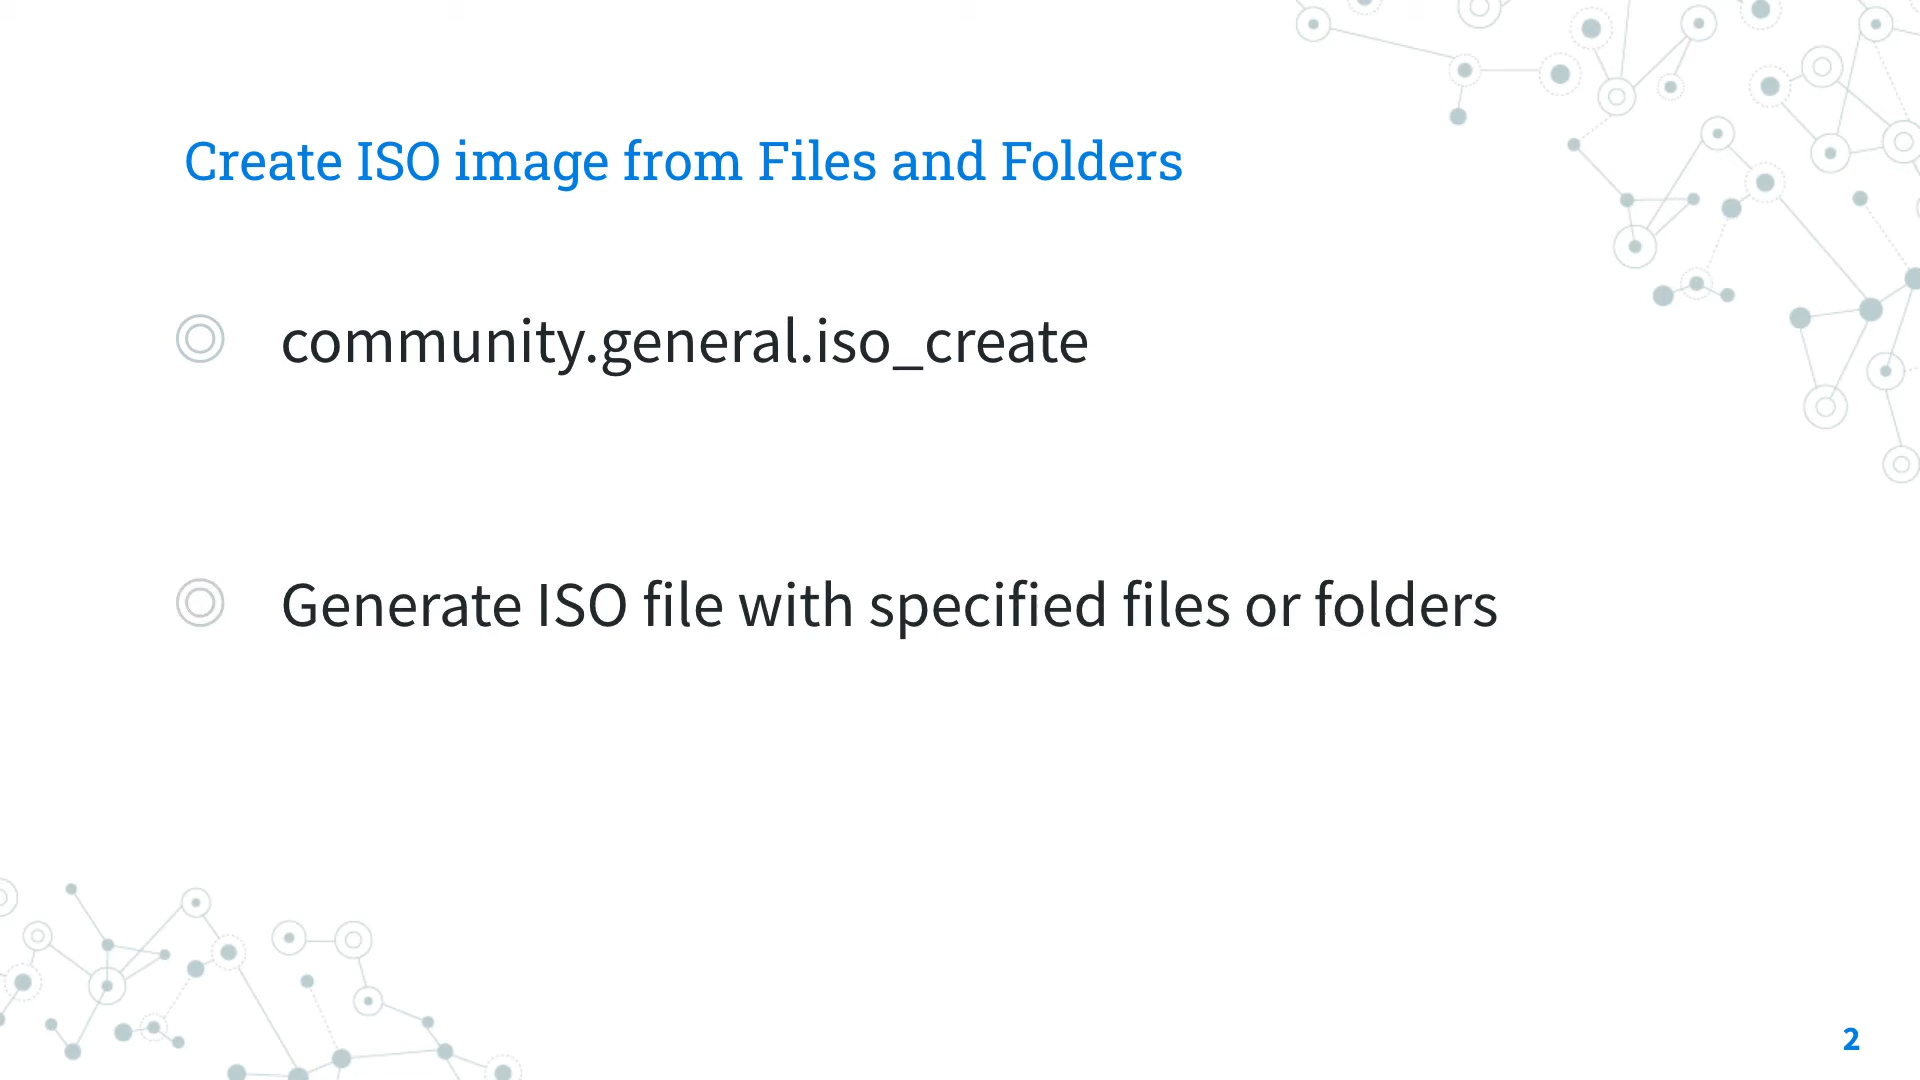 Create ISO image from Files and Folders
community.general.iso_create
Generate ISO file with specified files or folders
2